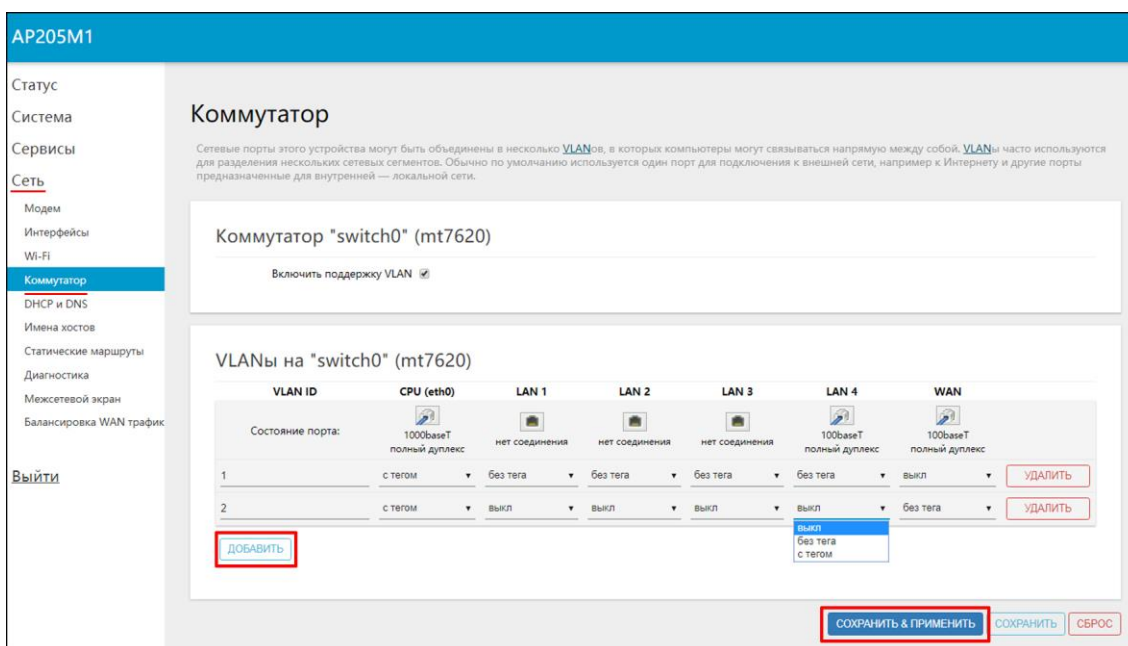 AP205M1
Статус
Система
Сервисы
Сеть
Модем
Интерфейсы
Wi-Fi
Коммутатор
DHCP и DNS
Имена хостов
Статические маршруты
Диагностика
Межсетевой экран
Балансировка WAN трафик
Выйти
Коммутатор
Сетевые порты этого устройства могут быть объединены в несколько VLANов, в которых компьютеры могут связываться напрямую между собой. VLANы часто используются
для разделения нескольких сетевых сегментов. Обычно по умолчанию используется один порт для подключения к внешней сети, например к Интернету и другие порты
предназначенные для внутренней — локальной сети.
Коммутатор "switch0" (mt7620)
Включить поддержку VLAN
VLANы на "switch0" (mt7620)
VLAN ID CPU (eth0) LAN 1 LAN 2 LAN 3 LAN 4 WAN
Состояние порта: 1000baseT нет соединения нет соединения нет соединения 100baseT 100baseT
полный дуплекс полный дуплекс полный дуплекс
1 с тегом без тега без тега без тега без тега выкл УДАЛИТЬ
2 с тегом выкл выкл выкл выкл без тега УДАЛИТЬ
выкл
без тега
с тегом
ДОБАВИТЬ
СОХРАНИТЬ & ПРИМЕНИТЬ СОХРАНИТЬ СБРОС